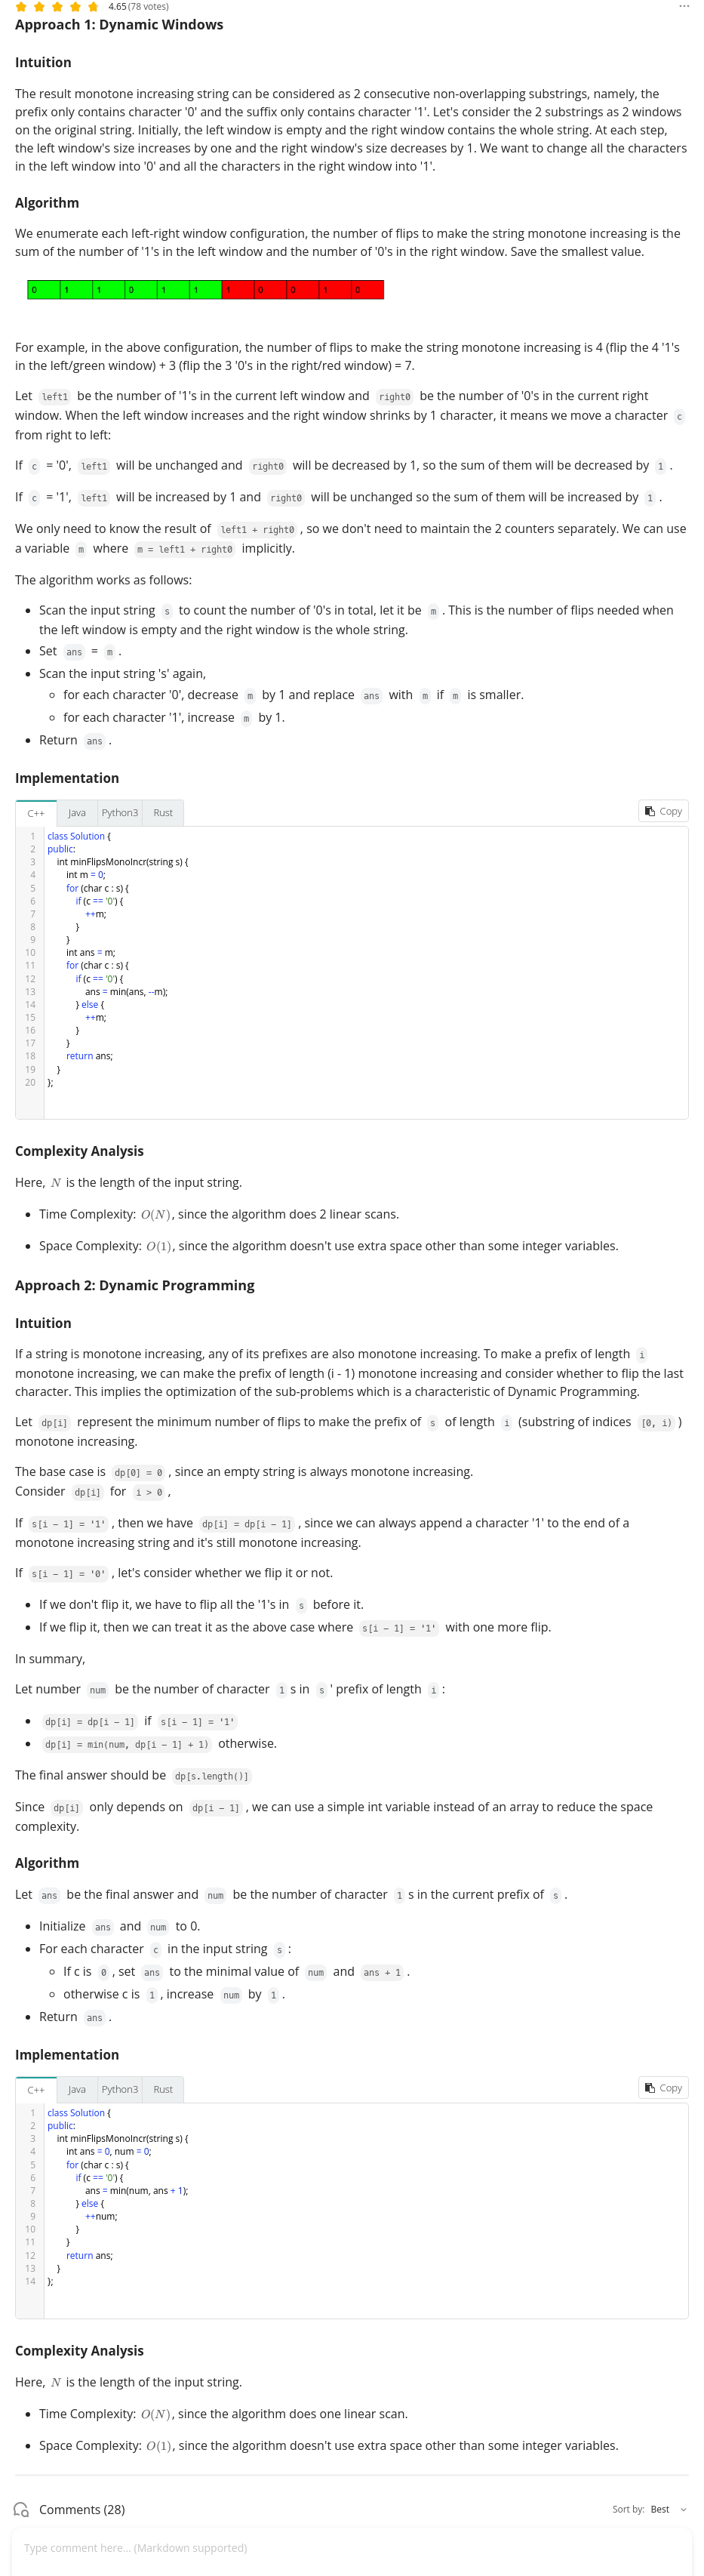 4.65 (78 votes)
Approach 1: Dynamic Windows
Intuition
The result monotone increasing string can be considered as 2 consecutive non-overlapping substrings, namely, the
prefix only contains character '0' and the suffix only contains character '1'. Let's consider the 2 substrings as 2 windows
on the original string. Initially, the left window is empty and the right window contains the whole string. At each step,
the left window's size increases by one and the right window's size decreases by 1. We want to change all the characters
in the left window into '0' and all the characters in the right window into '1'.
Algorithm
We enumerate each left-right window configuration, the number of flips to make the string monotone increasing is the
sum of the number of '1's in the left window and the number of '0's in the right window. Save the smallest value.
0 1 1 0 1 1 1 0 0 1 0
For example, in the above configuration, the number of flips to make the string monotone increasing is 4 (flip the 4 '1's
in the left/green window) + 3 (flip the 3 '0's in the right/red window) = 7.
Let left1 be the number of '1's in the current left window and right0 be the number of '0's in the current right
window. When the left window increases and the right window shrinks by 1 character, it means we move a character c
from right to left:
If c = '0', left1 will be unchanged and right0 will be decreased by 1, so the sum of them will be decreased by 1 .
If c = '1', left1 will be increased by 1 and right0 will be unchanged so the sum of them will be increased by 1 .
We only need to know the result of left1 + right0 , so we don't need to maintain the 2 counters separately. We can use
a variable m where m = left1 + right0 implicitly.
The algorithm works as follows:
• Scan the input string s to count the number of '0's in total, let it be m . This is the number of flips needed when
the left window is empty and the right window is the whole string.
• Set ans = m .
• Scan the input string 's' again,
◦ for each character '0', decrease m by 1 and replace ans with m if m is smaller.
◦ for each character '1', increase m by 1.
• Return ans .
Implementation
C++ Java Python3 Rust Copy
1 class Solution {
2 public:
3 int minFlipsMonoIncr(string s) {
4 int m = 0;
5 for (char c : s) {
6 if (c == '0') {
7 ++m;
8 }
9 }
10 int ans = m;
11 for (char c : s) {
12 if (c == '0') {
13 ans = min(ans, --m);
14 } else {
15 ++m;
16 }
17 }
18 return ans;
19 }
20 };
Complexity Analysis
Here, N is the length of the input string.
• Time Complexity: O(N), since the algorithm does 2 linear scans.
• Space Complexity: O(1), since the algorithm doesn't use extra space other than some integer variables.
Approach 2: Dynamic Programming
Intuition
If a string is monotone increasing, any of its prefixes are also monotone increasing. To make a prefix of length i
monotone increasing, we can make the prefix of length (i - 1) monotone increasing and consider whether to flip the last
character. This implies the optimization of the sub-problems which is a characteristic of Dynamic Programming.
Let dp[i] represent the minimum number of flips to make the prefix of s of length i (substring of indices [0, i) )
monotone increasing.
The base case is dp[0] = 0 , since an empty string is always monotone increasing.
Consider dp[i] for i > 0 ,
If s[i − 1] = '1' , then we have dp[i] = dp[i − 1] , since we can always append a character '1' to the end of a
monotone increasing string and it's still monotone increasing.
If s[i − 1] = '0' , let's consider whether we flip it or not.
• If we don't flip it, we have to flip all the '1's in s before it.
• If we flip it, then we can treat it as the above case where s[i − 1] = '1' with one more flip.
In summary,
Let number num be the number of character 1 s in s ' prefix of length i :
• dp[i] = dp[i − 1] if s[i − 1] = '1'
• dp[i] = min(num, dp[i − 1] + 1) otherwise.
The final answer should be dp[s.length()]
Since dp[i] only depends on dp[i − 1] , we can use a simple int variable instead of an array to reduce the space
complexity.
Algorithm
Let ans be the final answer and num be the number of character 1 s in the current prefix of s .
• Initialize ans and num to 0.
• For each character c in the input string s :
◦ If c is 0 , set ans to the minimal value of num and ans + 1 .
◦ otherwise c is 1 , increase num by 1 .
• Return ans .
Implementation
C++ Java Python3 Rust Copy
1 class Solution {
2 public:
3 int minFlipsMonoIncr(string s) {
4 int ans = 0, num = 0;
5 for (char c : s) {
6 if (c == '0') {
7 ans = min(num, ans + 1);
8 } else {
9 ++num;
10 }
11 }
12 return ans;
13 }
14 };
Complexity Analysis
Here, N is the length of the input string.
• Time Complexity: O(N), since the algorithm does one linear scan.
• Space Complexity: O(1), since the algorithm doesn't use extra space other than some integer variables.
Comments (28) Sort by: Best
Type comment here... (Markdown supported)